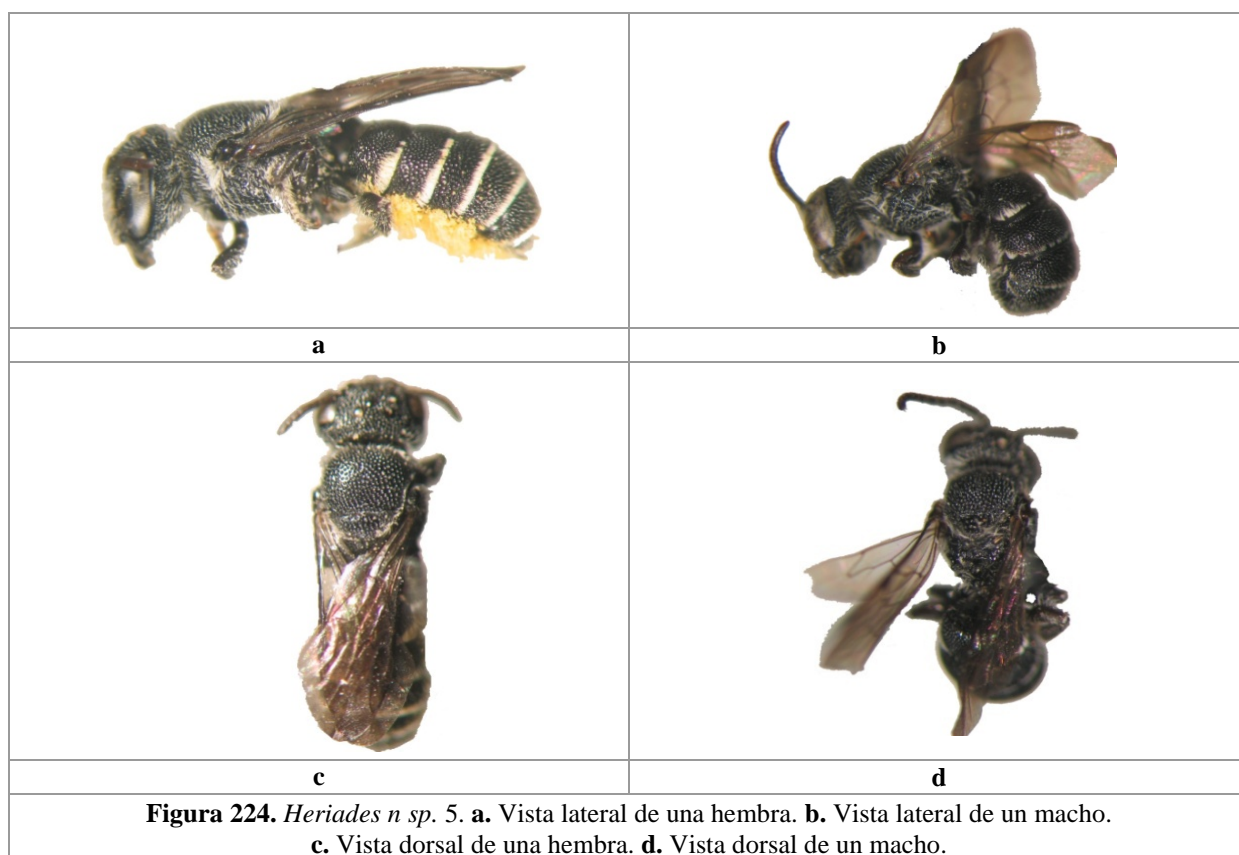 a
b
c
d
Figura 224. Heriades n sp. 5. a. Vista lateral de una hembra. b. Vista lateral de un macho.
c. Vista dorsal de una hembra. d. Vista dorsal de un macho.